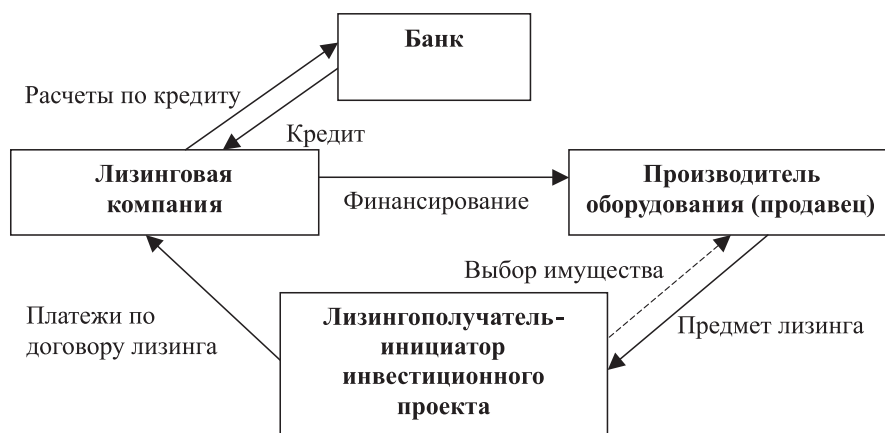 Банк
Расчеты по кредиту
Кредит
Лизинговая
компания
Финансирование
Производитель
оборудования (продавец)
Выбор имущества
Платежи по
договору лизинга
Лизингополучатель-
инициатор
инвестиционного
проекта
Предмет лизинга